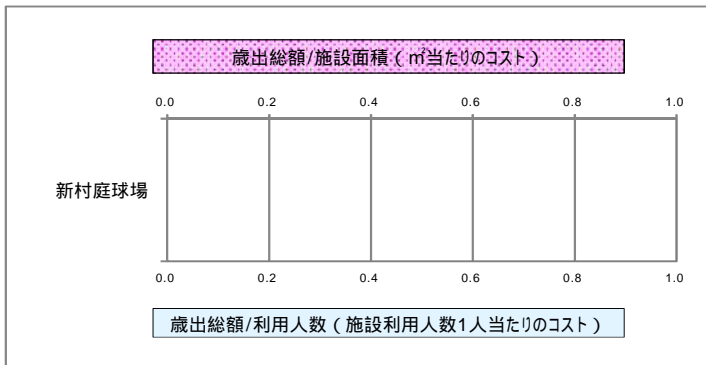 歳出総額/施設面積（㎡当たりのコスト）
0.0 0.2 0.4 0.6 0.8 1.0
新村庭球場
0.0 0.2 0.4 0.6 0.8 1.0
歳出総額/利用人数（施設利用人数1人当たりのコスト）